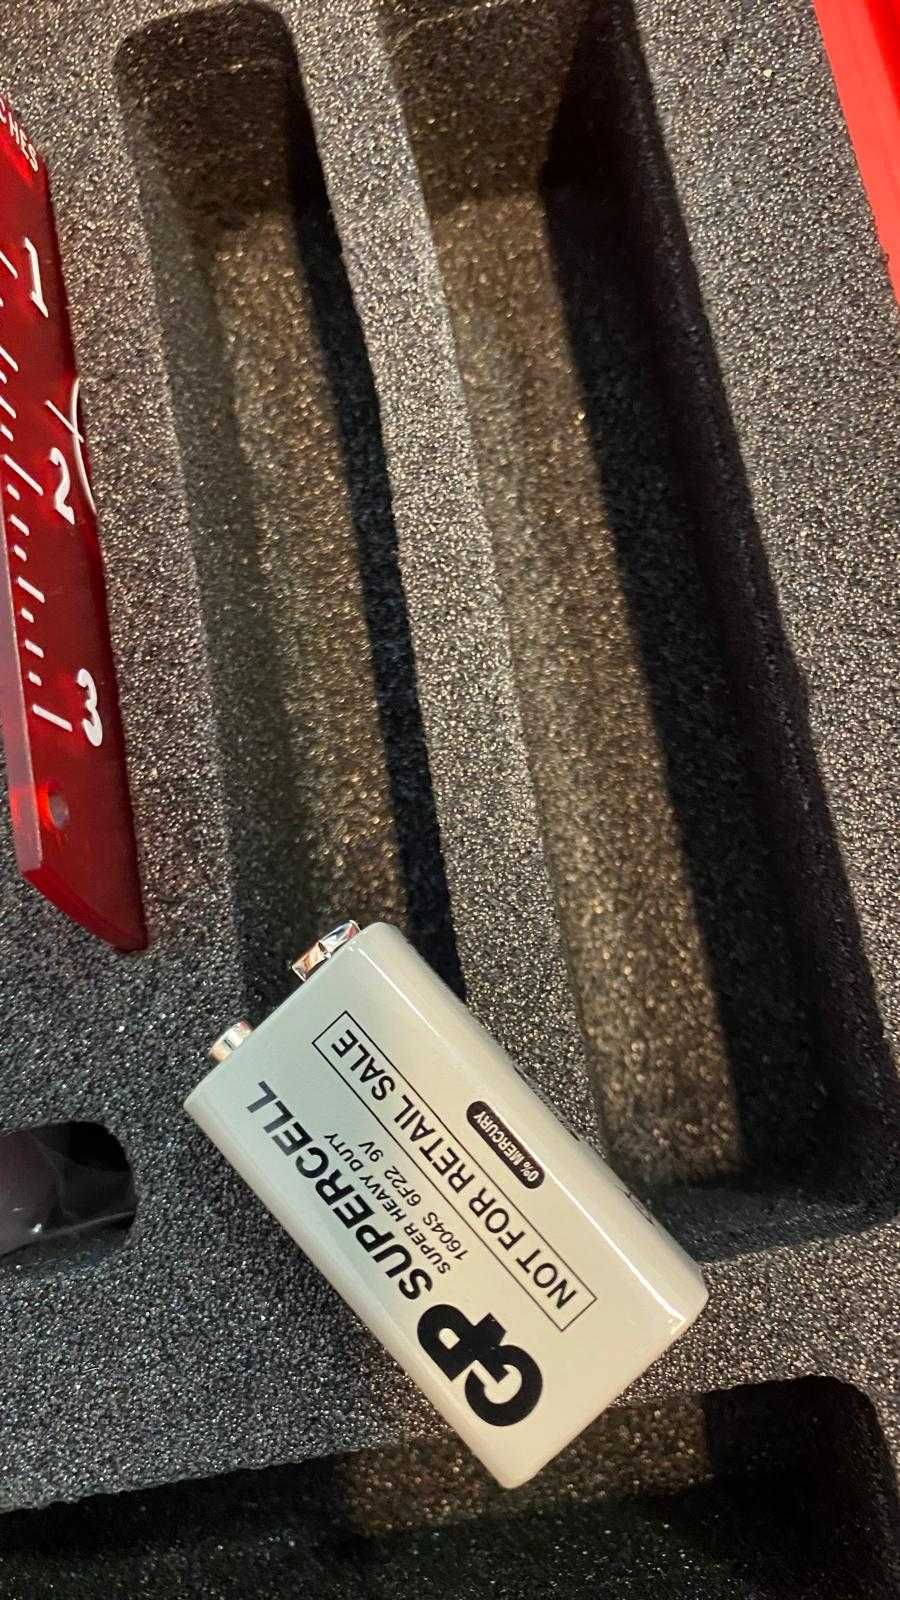 GP SUPERCELL
SUPER HEAVY DUTY
1604S 6F22 9V
NOT FOR RETAIL SALE
0% MERCURY
1
2
3